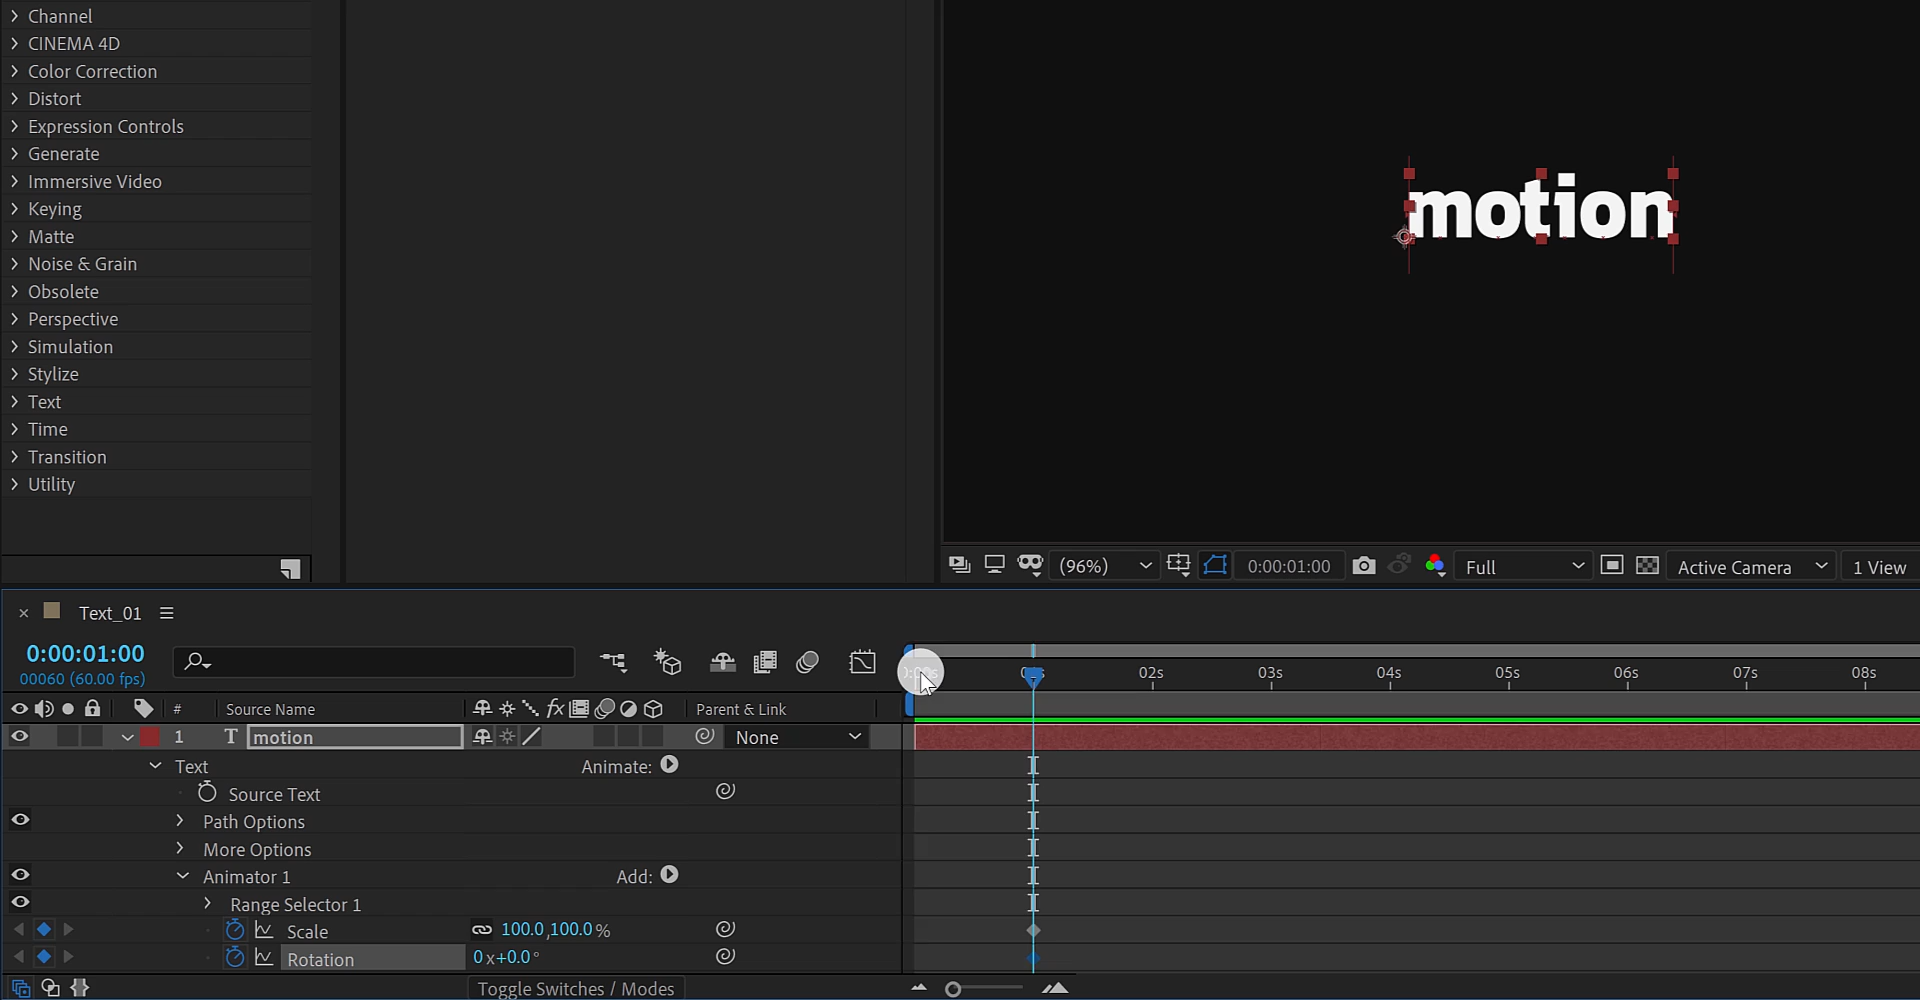 Channel
CINEMA 4D
Color Correction
Distort
Expression Controls
Generate
Immersive Video
Keying
Matte
Noise & Grain
Obsolete
Perspective
Simulation
Stylize
Text
Time
Transition
Utility
motion
(96%)
0:00:01:00
Full
Active Camera
1 View
Text_01
0:00:01:00
00060 (60.00 fps)
02s 03s 04s 05s 06s 07s 08s
# Source Name fx Parent & Link
1 T motion None
Text Animate:
Source Text
Path Options
More Options
Animator 1 Add:
Range Selector 1
Scale 100.0,100.0 %
Rotation 0x+0.0°
Toggle Switches / Modes